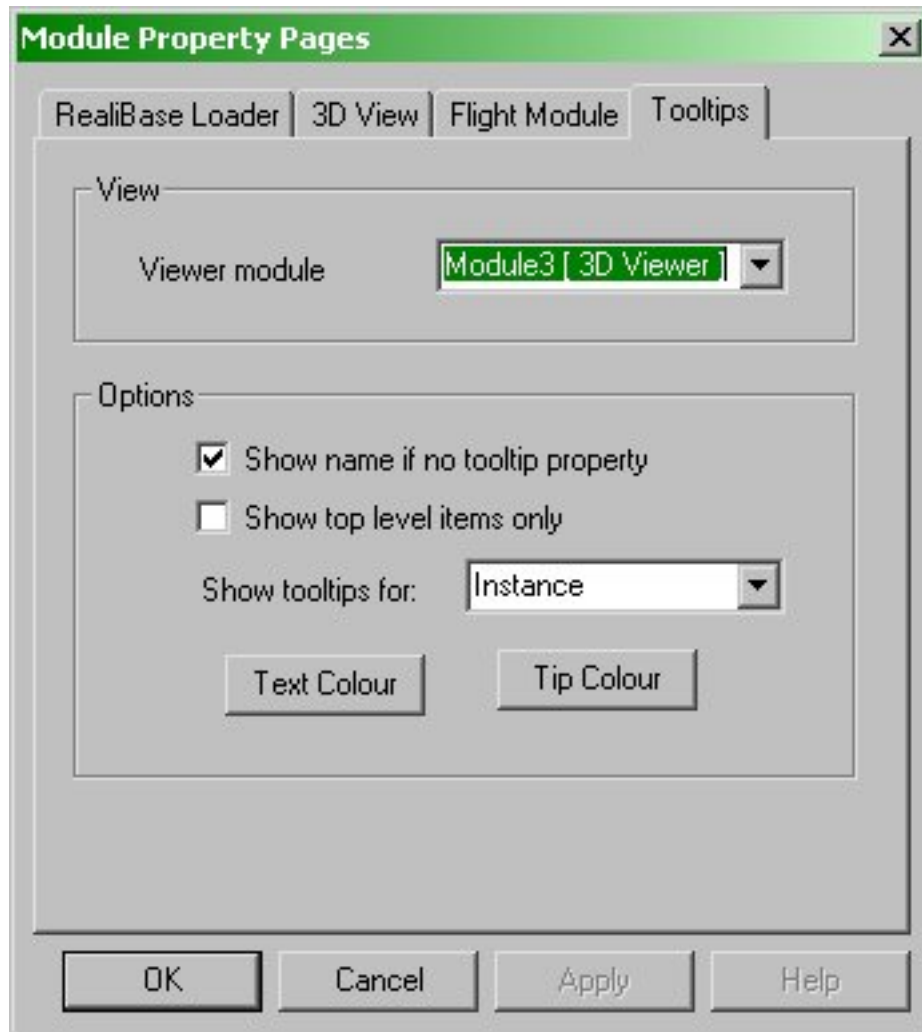 Module Property Pages
RealiBase Loader 3D View Flight Module Tooltips
View
Viewer module Module3 [ 3D Viewer ]
Options
Show name if no tooltip property
Show top level items only
Show tooltips for: Instance
Text Colour Tip Colour
OK Cancel Apply Help